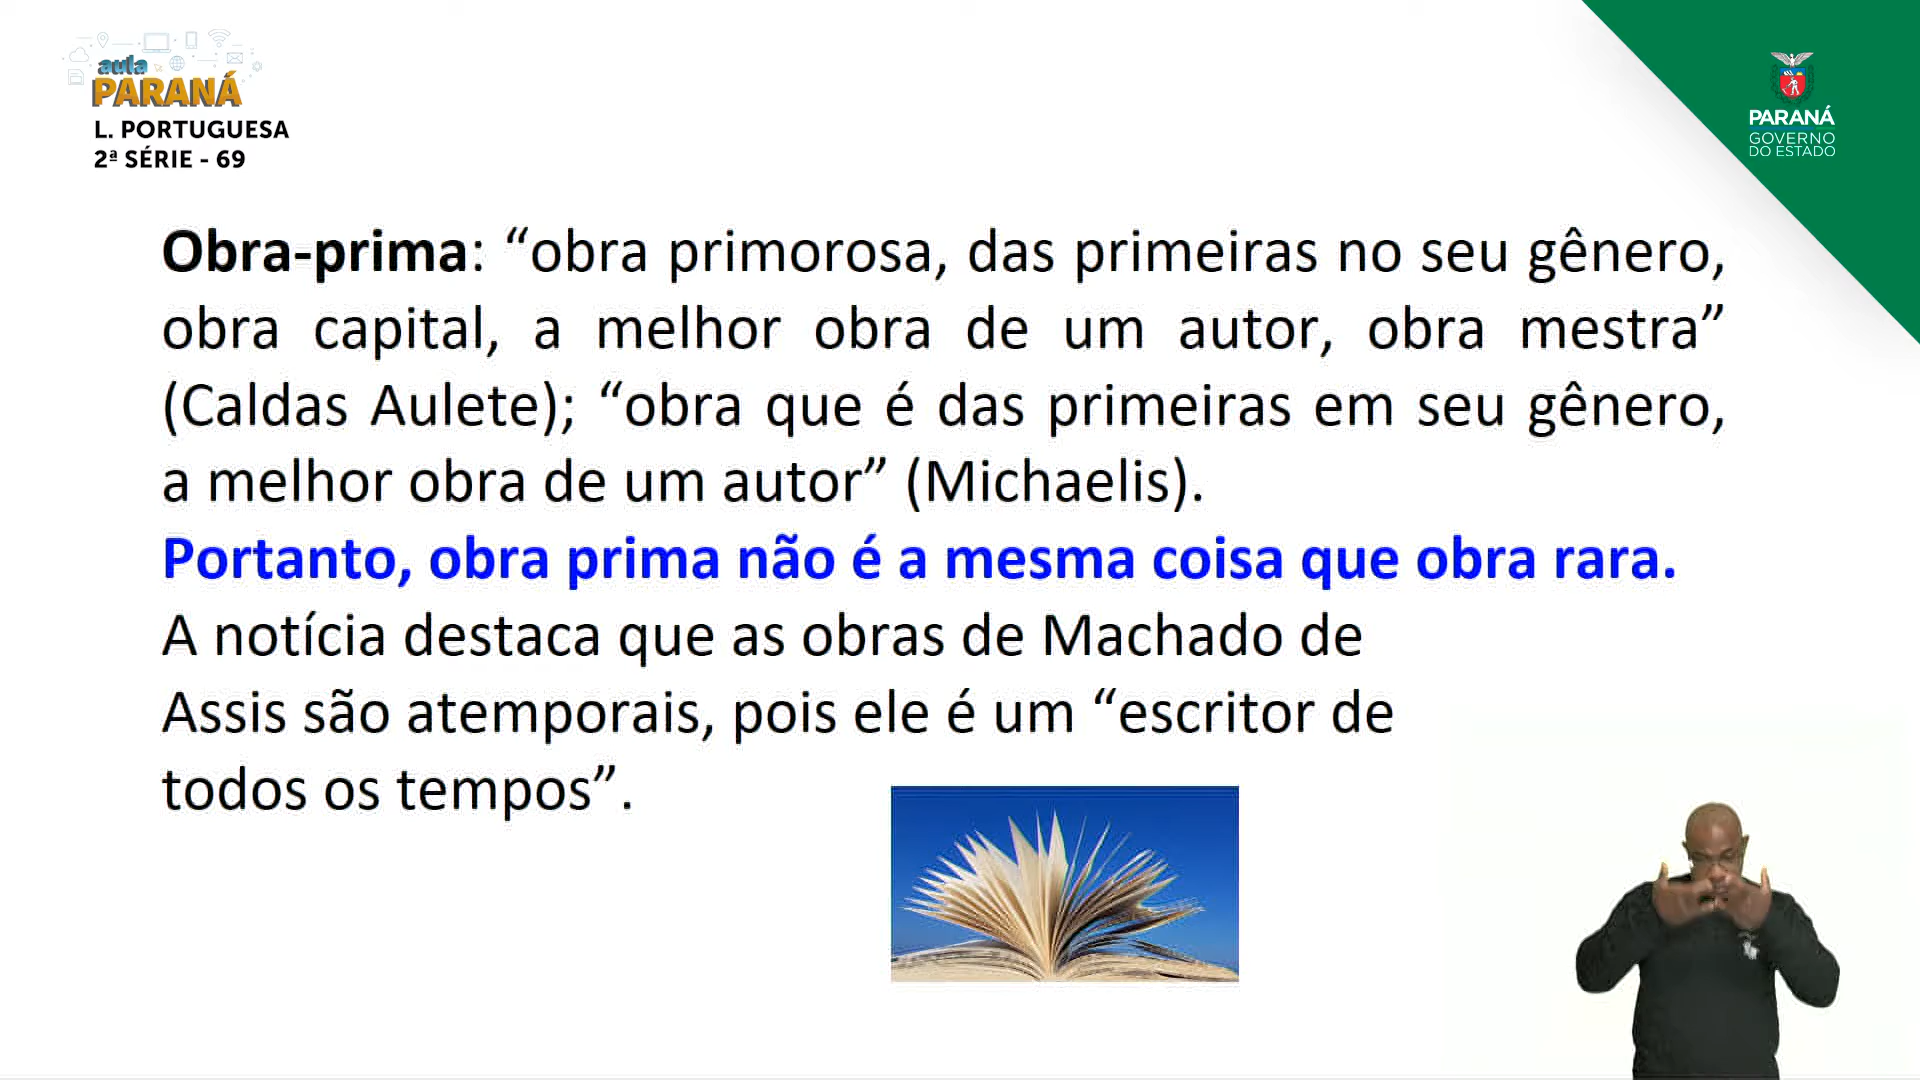 aula
PARANÁ
L. PORTUGUESA
2ª SÉRIE - 69
PARANÁ
GOVERNO
DO ESTADO
Obra-prima: “obra primorosa, das primeiras no seu gênero,
obra capital, a melhor obra de um autor, obra mestra”
(Caldas Aulete); “obra que é das primeiras em seu gênero,
a melhor obra de um autor” (Michaelis).
Portanto, obra prima não é a mesma coisa que obra rara.
A notícia destaca que as obras de Machado de
Assis são atemporais, pois ele é um “escritor de
todos os tempos”.